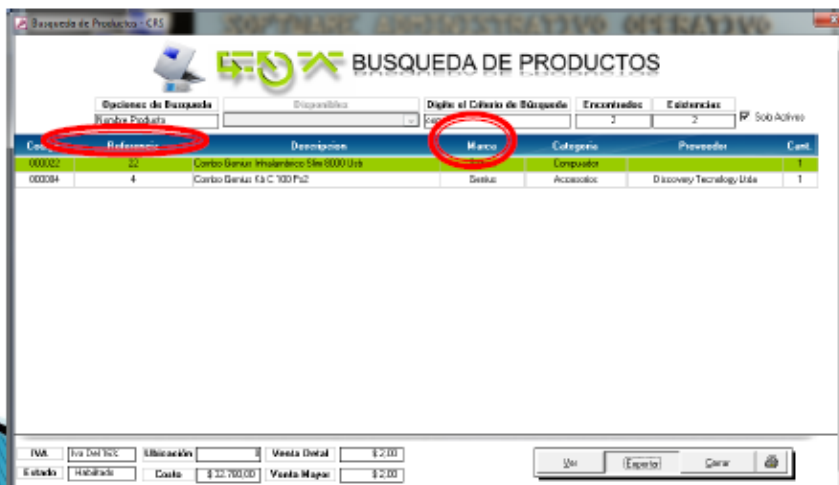 Busqueda de Productos - CRS
BUSQUEDA DE PRODUCTOS
Opciones de Busqueda
Disponibles
Digite el Criterio de Búsqueda
Encontrados
Existencias
Nombre Producto
2
2
Solo Activos
Referencia
Descripcion
Marca
Categoria
Proveedor
Cant.
000022
22
Combo Genius Inhalambrico Slim 8000 Usb
Computador
1
000004
4
Combo Genius Kb C 100 Ps2
Genius
Accesorios
Discovery Tecnology Ltda
1
IVA
Iva Del 16%
Ubicación
Venta Detal
$ 2,00
Estado
Habilitado
Costo
$ 32.780,00
Venta Mayor
$ 2,00
Ver
Exportar
Cerrar